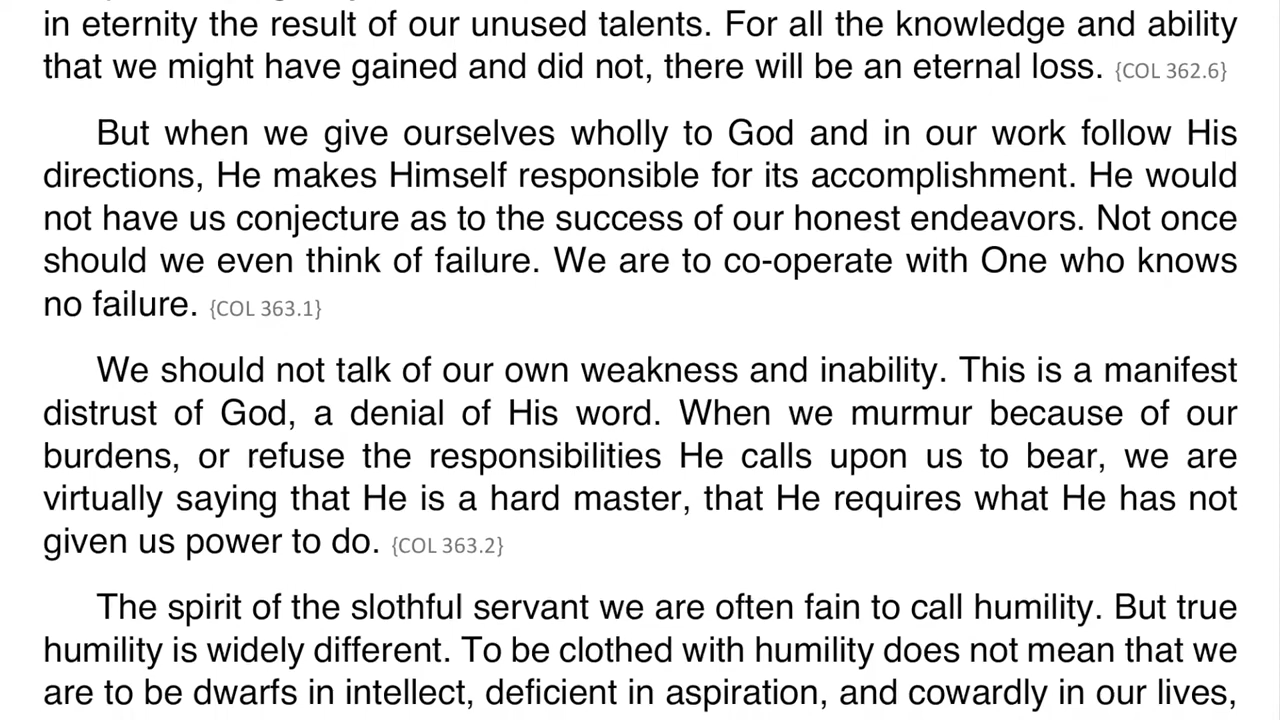 in eternity the result of our unused talents. For all the knowledge and ability
that we might have gained and did not, there will be an eternal loss. {COL 362.6}
But when we give ourselves wholly to God and in our work follow His
directions, He makes Himself responsible for its accomplishment. He would
not have us conjecture as to the success of our honest endeavors. Not once
should we even think of failure. We are to co-operate with One who knows
no failure. {COL 363.1}
We should not talk of our own weakness and inability. This is a manifest
distrust of God, a denial of His word. When we murmur because of our
burdens, or refuse the responsibilities He calls upon us to bear, we are
virtually saying that He is a hard master, that He requires what He has not
given us power to do. {COL 363.2}
The spirit of the slothful servant we are often fain to call humility. But true
humility is widely different. To be clothed with humility does not mean that we
are to be dwarfs in intellect, deficient in aspiration, and cowardly in our lives,